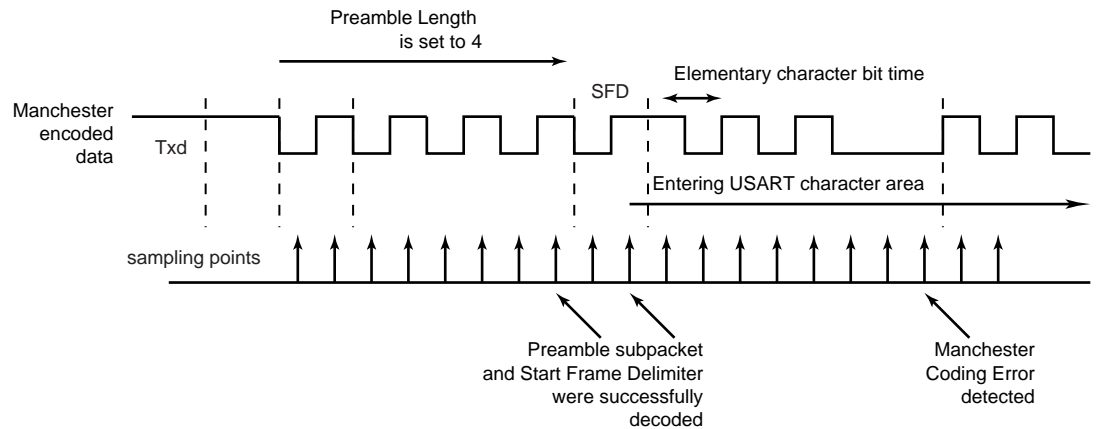 Preamble Length
is set to 4
Elementary character bit time
SFD
Manchester
encoded
data
Txd
Entering USART character area
sampling points
Preamble subpacket
and Start Frame Delimiter
were successfully
decoded
Manchester
Coding Error
detected